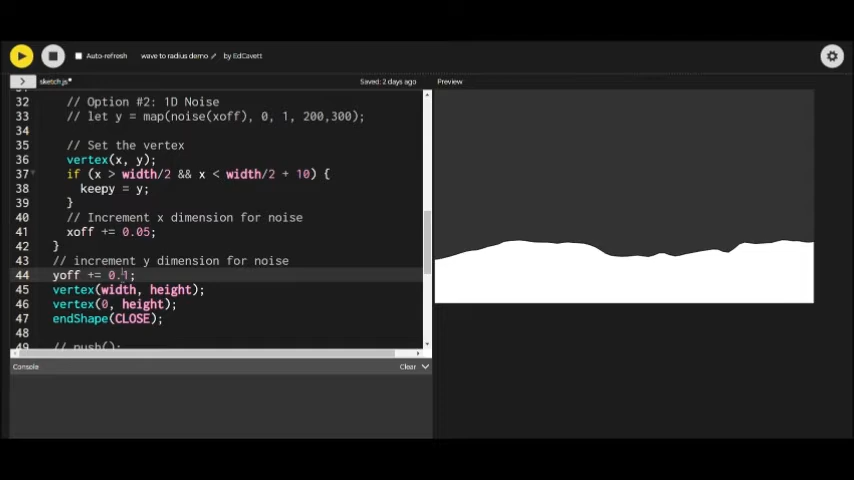 Auto-refresh wave to radius demo by EdCavett
sketch.js* Saved: 2 days ago Preview
32 // Option #2: 1D Noise
33 // let y = map(noise(xoff), 0, 1, 200,300);
34
35 // Set the vertex
36 vertex(x, y);
37 if (x > width/2 && x < width/2 + 10) {
38 keepy = y;
39 }
40 // Increment x dimension for noise
41 xoff += 0.05;
42 }
43 // increment y dimension for noise
44 yoff += 0.1;
45 vertex(width, height);
46 vertex(0, height);
47 endShape(CLOSE);
48
49 // push();
Console Clear